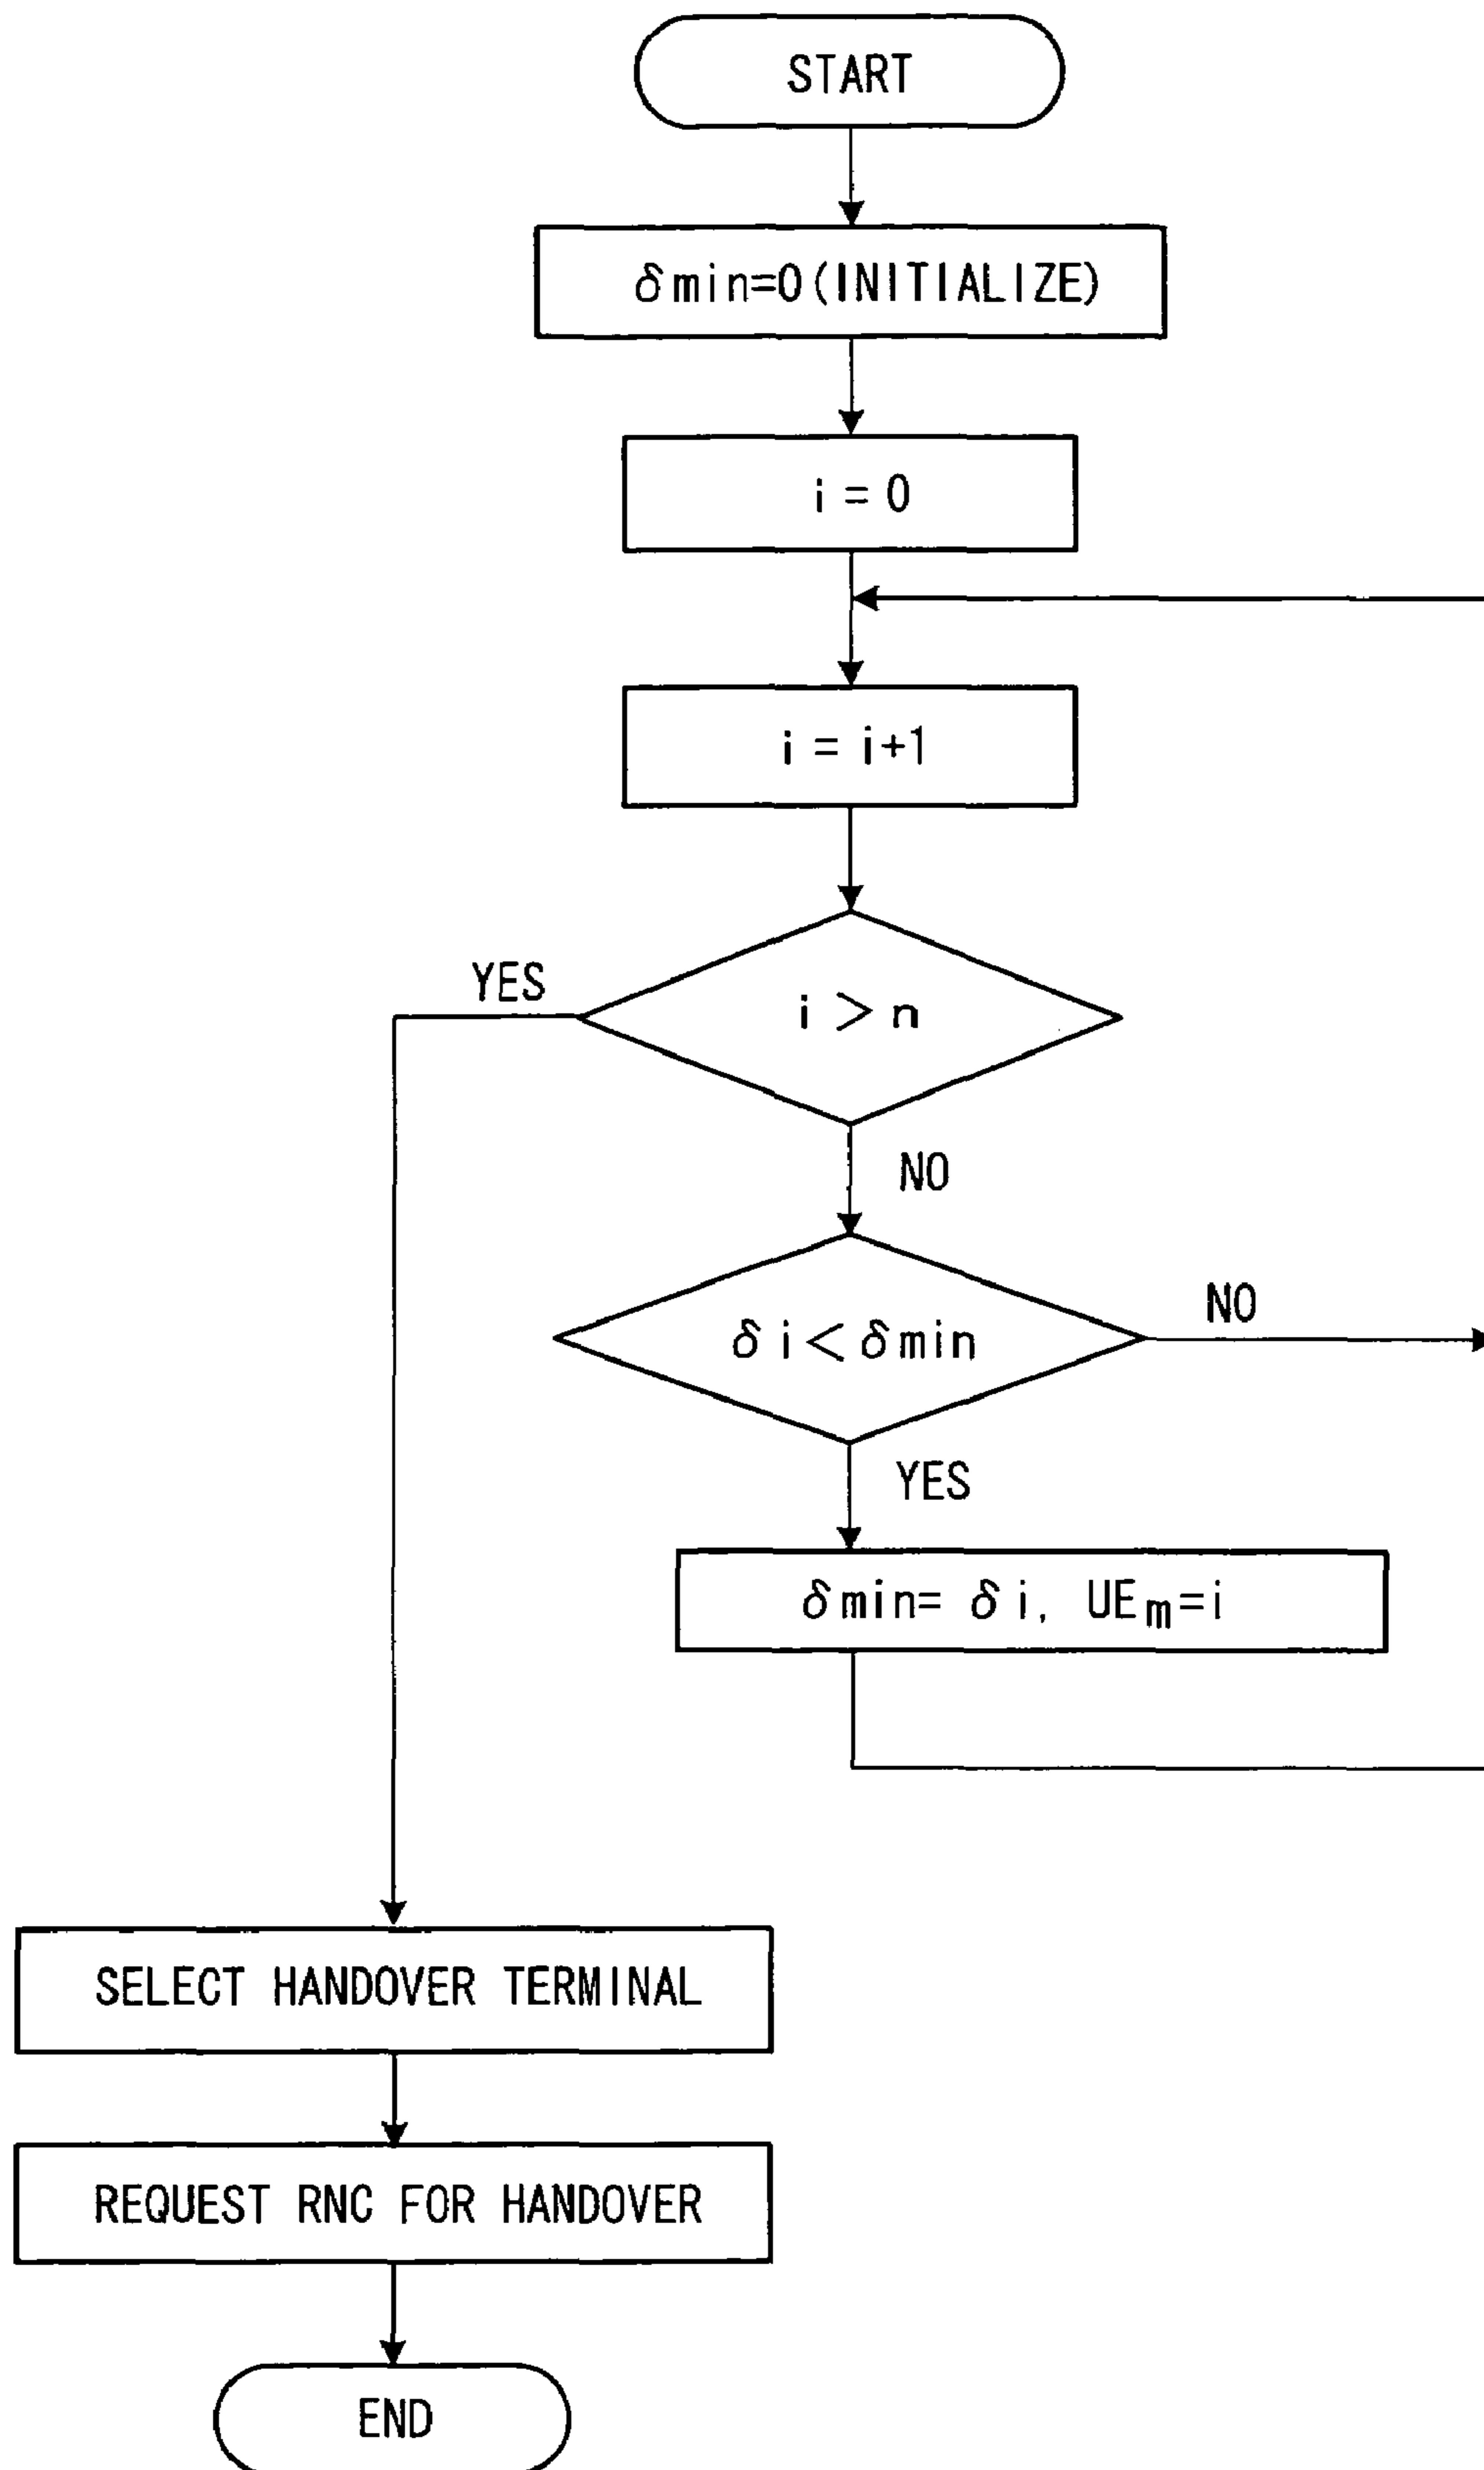 START
δmin=0(INITIALIZE)
i = 0
i = i+1
YES
i > n
NO
NO
δi<δmin
YES
δmin= δi, UEm=i
SELECT HANDOVER TERMINAL
REQUEST RNC FOR HANDOVER
END